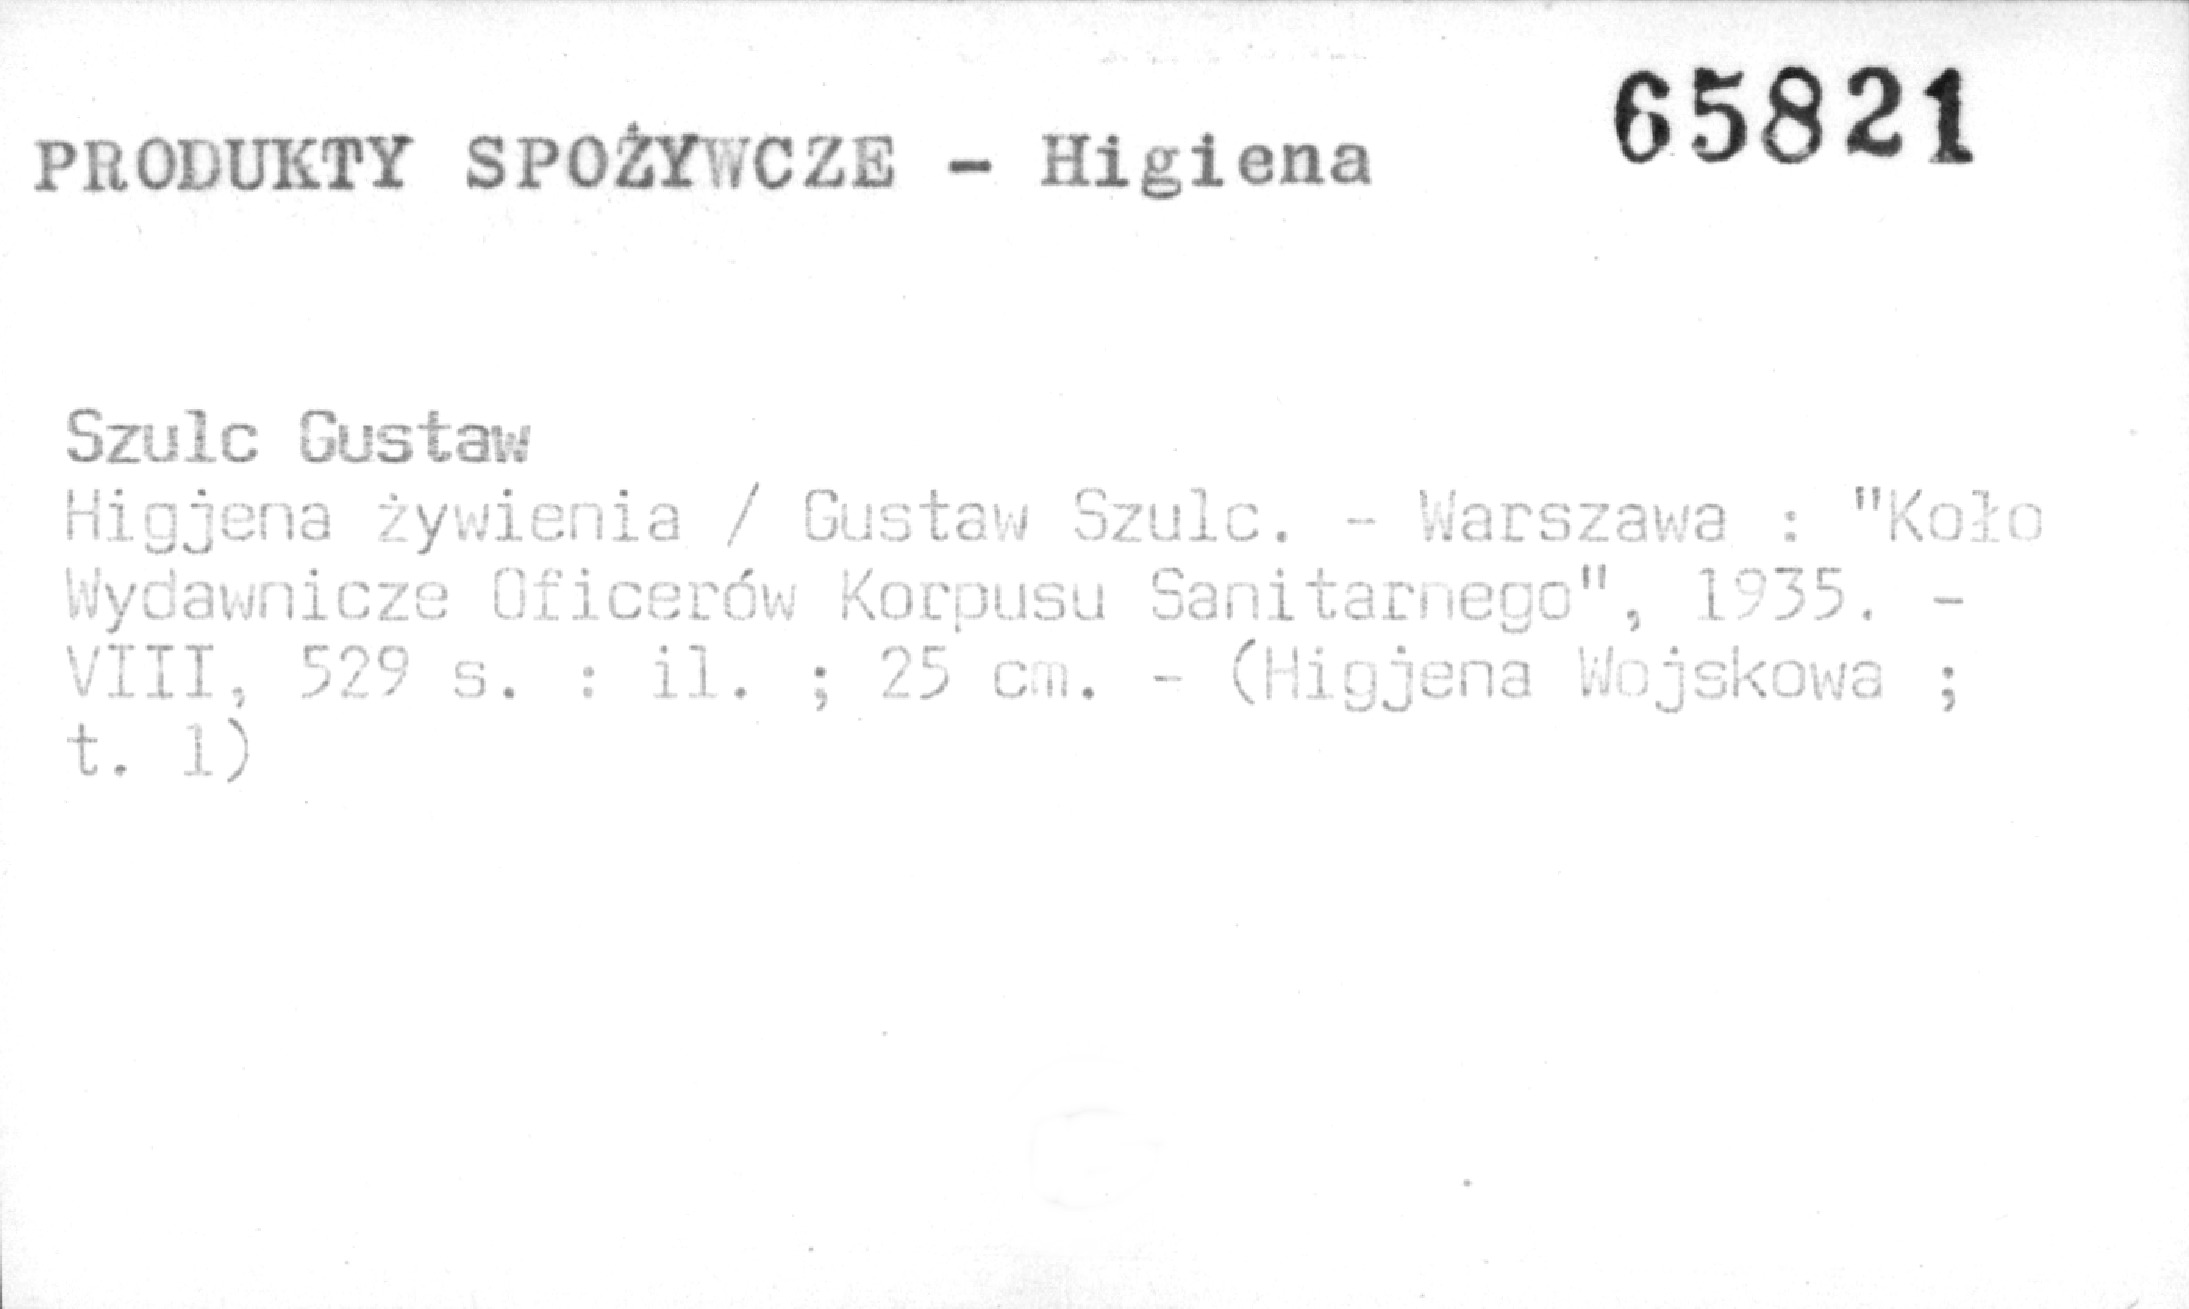 65821
PRODUKTY SPOŻYWCZE - Higiena
Szulc Gustaw
Higjena żywienia / Gustaw Szulc. - Warszawa : "Koło
Wydawnicze Oficerów Korpusu Sanitarnego", 1935. -
VIII, 529 s. : il. ; 25 cm. - (Higjena Wojskowa ;
t. 1)